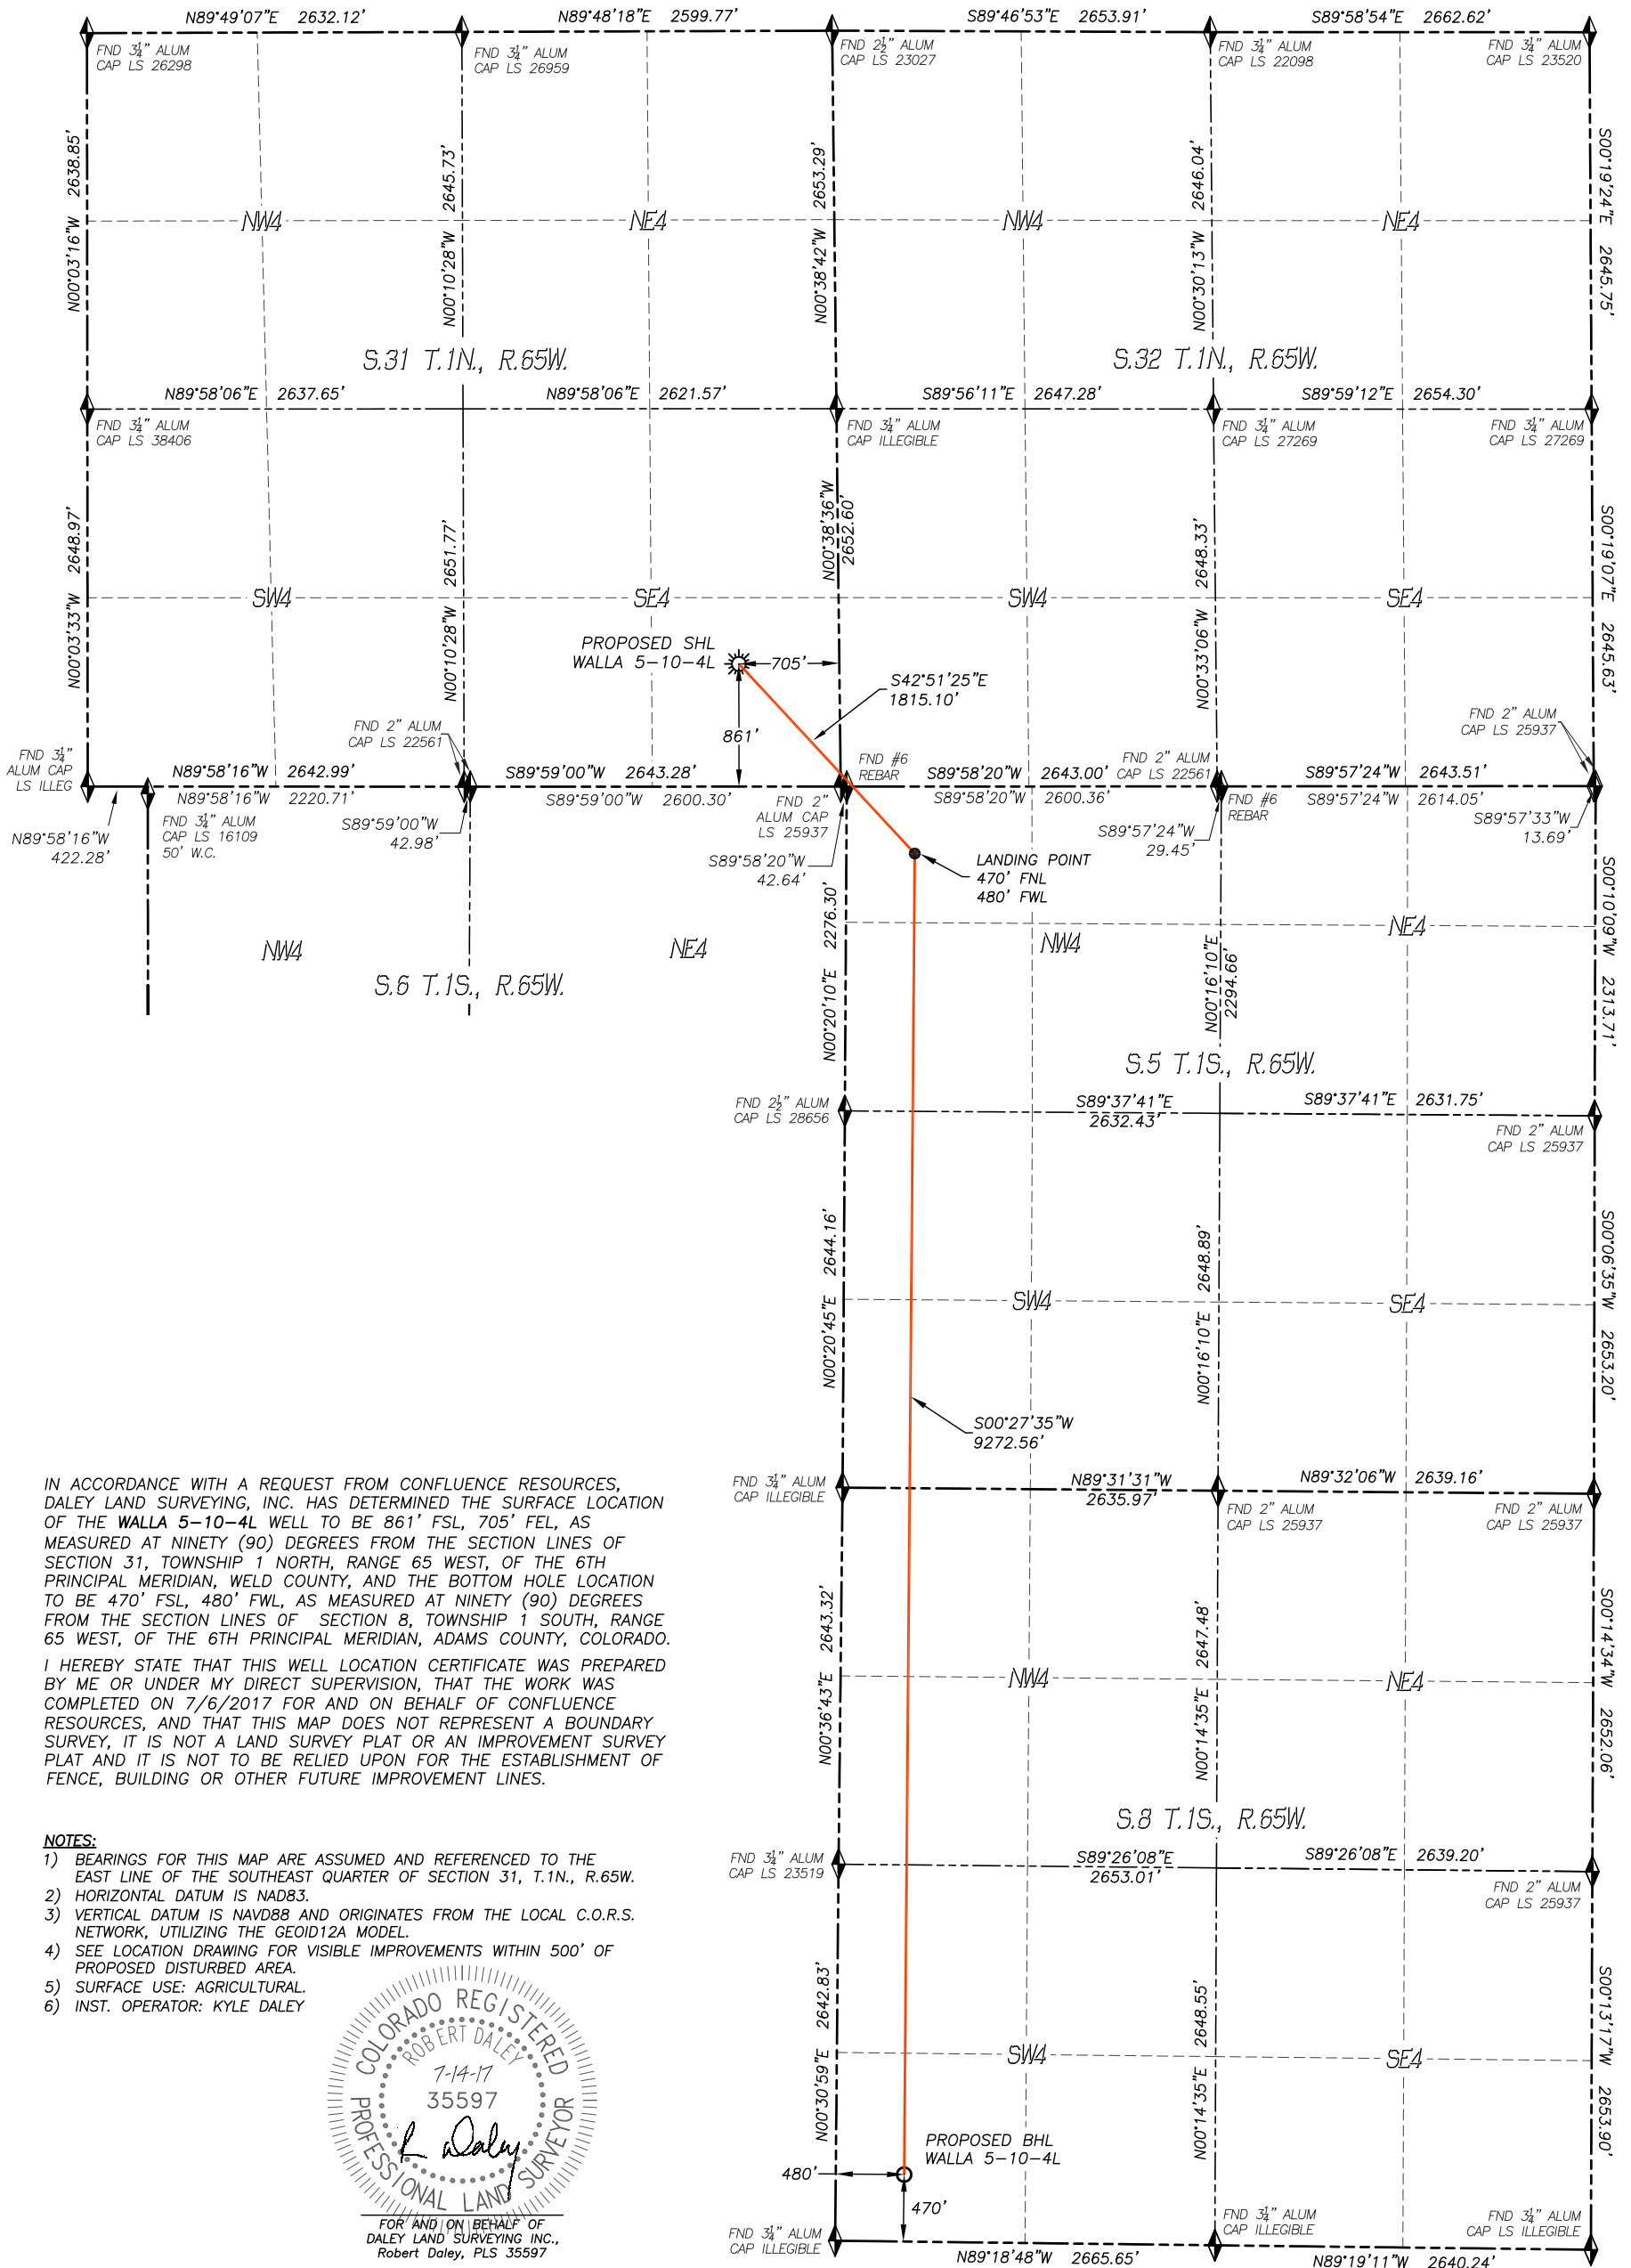 N89°49'07"E 2632.12'
N89°48'18"E 2599.77'
S89°46'53"E 2653.91'
S89°58'54"E 2662.62'
FND 3¼" ALUM
CAP LS 26298
FND 3¼" ALUM
CAP LS 26959
FND 2½" ALUM
CAP LS 23027
FND 3¼" ALUM
CAP LS 22098
FND 3¼" ALUM
CAP LS 23520
N00°03'16"W 2638.85'
N00°10'28"W 2645.73'
N00°38'42"W 2653.29'
N00°30'13"W 2646.04'
S00°19'24"E 2645.75'
NW4
NE4
NW4
NE4
S.31 T.1N., R.65W.
S.32 T.1N., R.65W.
N89°58'06"E 2637.65'
N89°58'06"E 2621.57'
S89°56'11"E 2647.28'
S89°59'12"E 2654.30'
FND 3¼" ALUM
CAP LS 38406
FND 3¼" ALUM
CAP ILLEGIBLE
FND 3¼" ALUM
CAP LS 27269
FND 3¼" ALUM
CAP LS 27269
N00°03'33"W 2648.97'
N00°10'28"W 2651.77'
N00°38'36"W
2652.60'
N00°33'06"W 2648.33'
S00°19'07"E 2645.63'
SW4
SE4
SW4
SE4
PROPOSED SHL
WALLA 5-10-4L
705'
S42°51'25"E
1815.10'
861'
FND 2" ALUM
CAP LS 22561
FND 2" ALUM
CAP LS 25937
FND 3¼"
ALUM CAP
LS ILLEG
FND #6
REBAR
FND 2" ALUM
CAP LS 22561
N89°58'16"W 2642.99'
S89°59'00"W 2643.28'
S89°58'20"W 2643.00'
S89°57'24"W 2643.51'
N89°58'16"W 2220.71'
S89°59'00"W 2600.30'
S89°58'20"W 2600.36'
S89°57'24"W 2614.05'
N89°58'16"W
422.28'
FND 3¼" ALUM
CAP LS 16109
50' W.C.
S89°59'00"W
42.98'
FND 2"
ALUM CAP
LS 25937
S89°58'20"W
42.64'
FND #6
REBAR
S89°57'24"W
29.45'
S89°57'33"W
13.69'
LANDING POINT
470' FNL
480' FWL
N00°20'10"E 2276.30'
N00°16'10"E
2294.66'
S00°10'09"W 2313.71'
NW4
NE4
NW4
NE4
S.6 T.1S., R.65W.
S.5 T.1S., R.65W.
FND 2½" ALUM
CAP LS 28656
S89°37'41"E
2632.43'
S89°37'41"E 2631.75'
FND 2" ALUM
CAP LS 25937
N00°20'45"E 2644.16'
N00°16'10"E 2648.89'
S00°06'35"W 2653.20'
SW4
SE4
S00°27'35"W
9272.56'
FND 3¼" ALUM
CAP ILLEGIBLE
N89°31'31"W
2635.97'
N89°32'06"W 2639.16'
FND 2" ALUM
CAP LS 25937
FND 2" ALUM
CAP LS 25937
IN ACCORDANCE WITH A REQUEST FROM CONFLUENCE RESOURCES,
DALEY LAND SURVEYING, INC. HAS DETERMINED THE SURFACE LOCATION
OF THE WALLA 5-10-4L WELL TO BE 861' FSL, 705' FEL, AS
MEASURED AT NINETY (90) DEGREES FROM THE SECTION LINES OF
SECTION 31, TOWNSHIP 1 NORTH, RANGE 65 WEST, OF THE 6TH
PRINCIPAL MERIDIAN, WELD COUNTY, AND THE BOTTOM HOLE LOCATION
TO BE 470' FSL, 480' FWL, AS MEASURED AT NINETY (90) DEGREES
FROM THE SECTION LINES OF SECTION 8, TOWNSHIP 1 SOUTH, RANGE
65 WEST, OF THE 6TH PRINCIPAL MERIDIAN, ADAMS COUNTY, COLORADO.
I HEREBY STATE THAT THIS WELL LOCATION CERTIFICATE WAS PREPARED
BY ME OR UNDER MY DIRECT SUPERVISION, THAT THE WORK WAS
COMPLETED ON 7/6/2017 FOR AND ON BEHALF OF CONFLUENCE
RESOURCES, AND THAT THIS MAP DOES NOT REPRESENT A BOUNDARY
SURVEY, IT IS NOT A LAND SURVEY PLAT OR AN IMPROVEMENT SURVEY
PLAT AND IT IS NOT TO BE RELIED UPON FOR THE ESTABLISHMENT OF
FENCE, BUILDING OR OTHER FUTURE IMPROVEMENT LINES.
N00°36'43"E 2643.32'
N00°14'35"E 2647.48'
S00°14'34"W 2652.06'
NW4
NE4
S.8 T.1S., R.65W.
FND 3¼" ALUM
CAP LS 23519
S89°26'08"E
2653.01'
S89°26'08"E 2639.20'
FND 2" ALUM
CAP LS 25937
NOTES:
1) BEARINGS FOR THIS MAP ARE ASSUMED AND REFERENCED TO THE
EAST LINE OF THE SOUTHEAST QUARTER OF SECTION 31, T.1N., R.65W.
2) HORIZONTAL DATUM IS NAD83.
3) VERTICAL DATUM IS NAVD88 AND ORIGINATES FROM THE LOCAL C.O.R.S.
NETWORK, UTILIZING THE GEOID12A MODEL.
4) SEE LOCATION DRAWING FOR VISIBLE IMPROVEMENTS WITHIN 500' OF
PROPOSED DISTURBED AREA.
5) SURFACE USE: AGRICULTURAL.
6) INST. OPERATOR: KYLE DALEY
COLORADO REGISTERED
ROBERT DALEY
7-14-17
35597
R Daley
PROFESSIONAL LAND SURVEYOR
FOR AND ON BEHALF OF
DALEY LAND SURVEYING INC.,
Robert Daley, PLS 35597
N00°30'59"E 2642.83'
N00°14'35"E 2648.55'
S00°13'17"W 2653.90'
SW4
SE4
PROPOSED BHL
WALLA 5-10-4L
480'
470'
FND 3¼" ALUM
CAP ILLEGIBLE
FND 3¼" ALUM
CAP ILLEGIBLE
FND 3¼" ALUM
CAP LS ILLEGIBLE
N89°18'48"W 2665.65'
N89°19'11"W 2640.24'